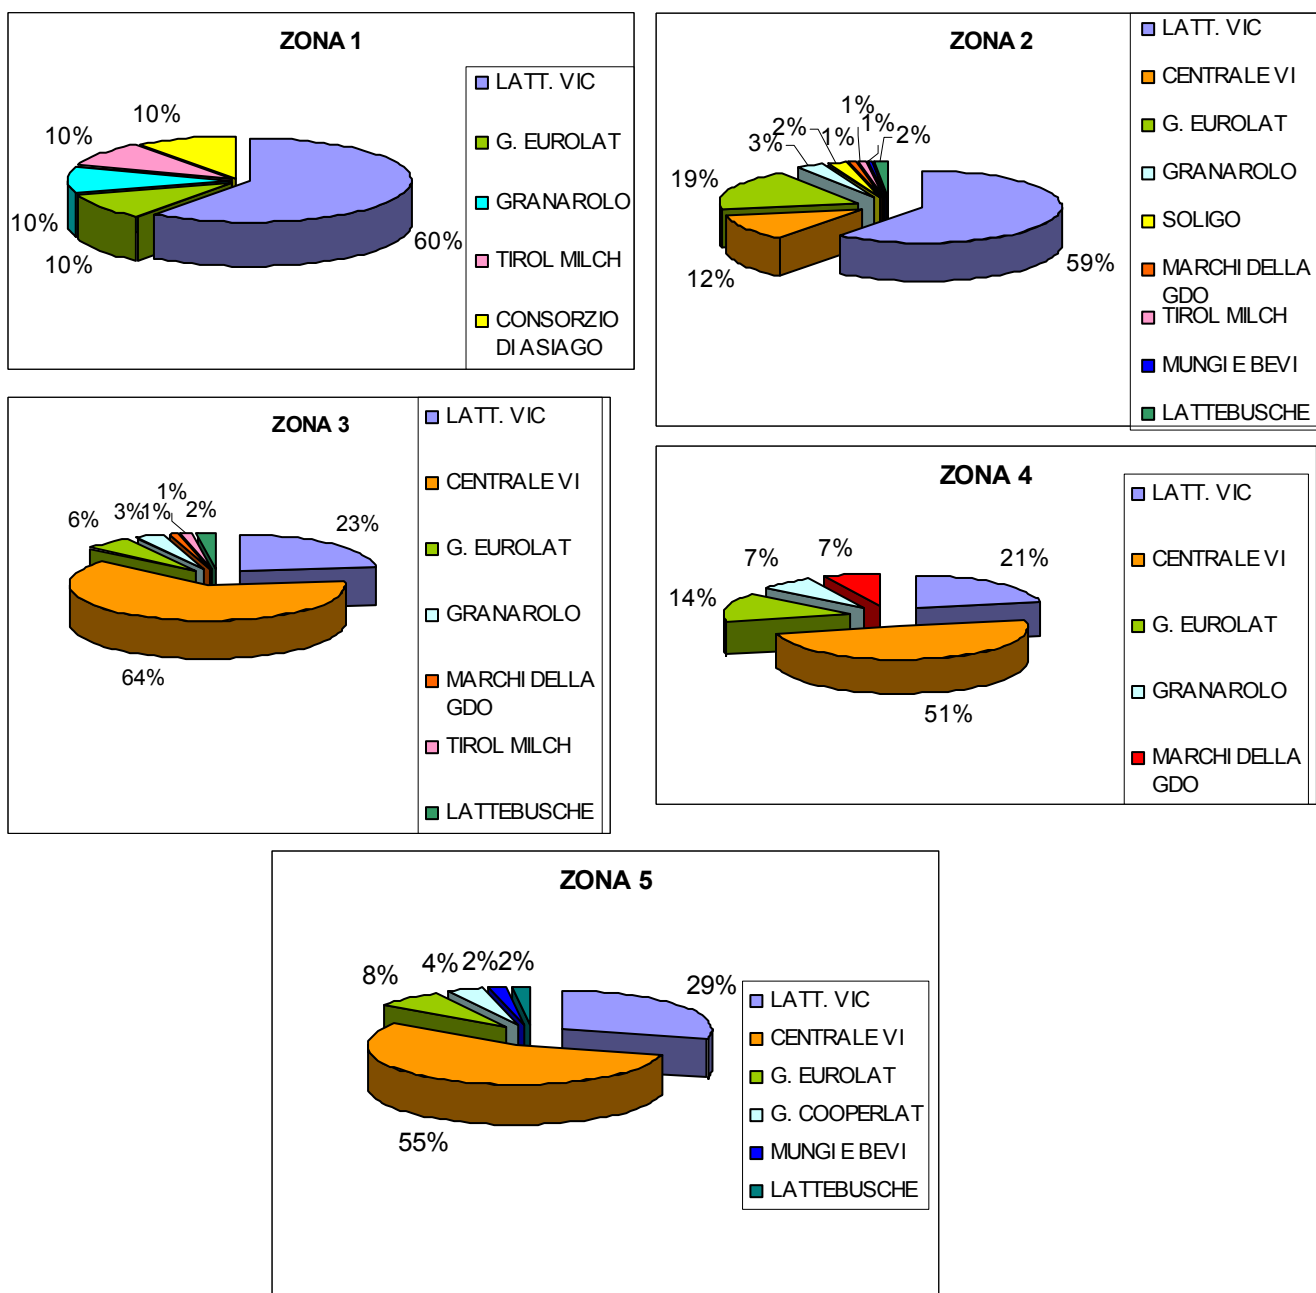 ZONA 1
10%
10%
10%
10%
60%
LATT. VIC
G. EUROLAT
GRANAROLO
TIROL MILCH
CONSORZIO
DI ASIAGO
ZONA 2
1%
2%
1%
1%
2%
3%
19%
12%
59%
LATT. VIC
CENTRALE VI
G. EUROLAT
GRANAROLO
SOLIGO
MARCHI DELLA
GDO
TIROL MILCH
MUNGI E BEVI
LATTEBUSCHE
ZONA 3
1%
3%
1%
2%
6%
23%
64%
LATT. VIC
CENTRALE VI
G. EUROLAT
GRANAROLO
MARCHI DELLA
GDO
TIROL MILCH
LATTEBUSCHE
ZONA 4
7%
7%
21%
14%
51%
LATT. VIC
CENTRALE VI
G. EUROLAT
GRANAROLO
MARCHI DELLA
GDO
ZONA 5
8%
4%
2%
2%
29%
55%
LATT. VIC
CENTRALE VI
G. EUROLAT
G. COOPERLAT
MUNGI E BEVI
LATTEBUSCHE